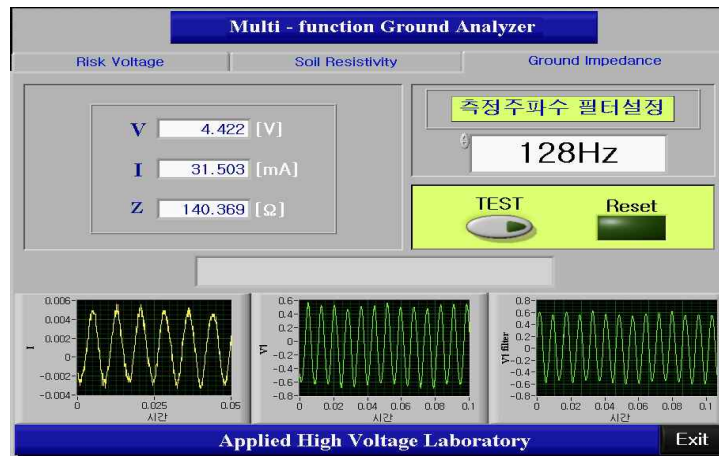 Multi - function Ground Analyzer
Risk Voltage
Soil Resistivity
Ground Impedance
V 4.422 [V]
I 31.503 [mA]
Z 140.369 [Ω]
측정주파수 필터설정
128Hz
TEST
Reset
0.006
0.004
0.002
0
-0.002
-0.004
I
0 0.025 0.05
시간
0.6
0.4
0.2
0
-0.2
-0.4
-0.6
-0.8
V1
0 0.02 0.04 0.06 0.08 0.1
시간
0.8
0.6
0.4
0.2
0
-0.2
-0.4
-0.6
-0.8
V1 filter
0 0.02 0.04 0.06 0.08 0.1
시간
Applied High Voltage Laboratory
Exit